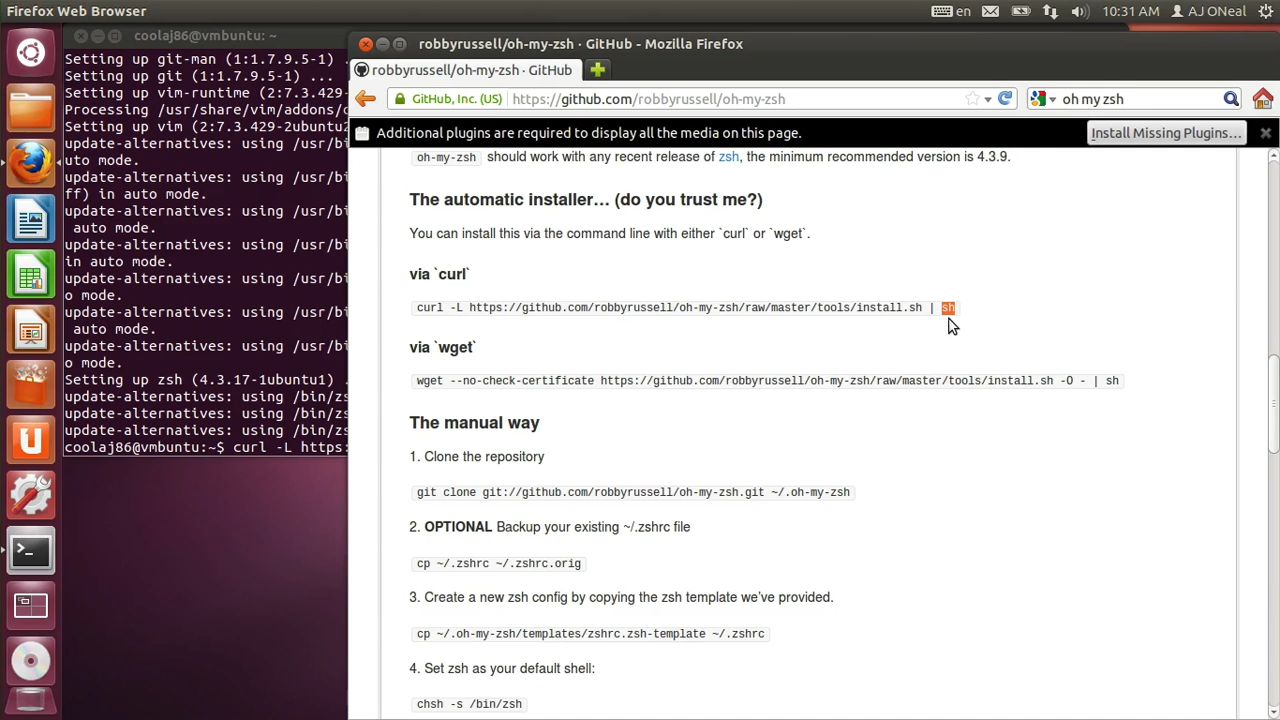 Firefox Web Browser
en
10:31 AM
AJ ONeal
coolaj86@vmbuntu: ~
Setting up git-man (1:1.7.9.5-1) ...
Setting up git (1:1.7.9.5-1) ...
Setting up vim-runtime (2:7.3.429-
Processing /usr/share/vim/addons/
Setting up vim (2:7.3.429-2ubuntu
update-alternatives: using /usr/bi
uto mode.
update-alternatives: using /usr/bi
ff) in auto mode.
update-alternatives: using /usr/bi
auto mode.
update-alternatives: using /usr/bi
in auto mode.
update-alternatives: using /usr/bi
o mode.
update-alternatives: using /usr/bi
auto mode.
update-alternatives: using /usr/bi
o mode.
Setting up zsh (4.3.17-1ubuntu1)
update-alternatives: using /bin/zs
update-alternatives: using /bin/zs
update-alternatives: using /bin/zs
coolaj86@vmbuntu:~$ curl -L https:
robbyrussell/oh-my-zsh · GitHub - Mozilla Firefox
robbyrussell/oh-my-zsh · GitHub
GitHub, Inc. (US)
https://github.com/robbyrussell/oh-my-zsh
oh my zsh
Additional plugins are required to display all the media on this page.
Install Missing Plugins...
oh-my-zsh should work with any recent release of zsh, the minimum recommended version is 4.3.9.
The automatic installer… (do you trust me?)
You can install this via the command line with either `curl` or `wget`.
via `curl`
curl -L https://github.com/robbyrussell/oh-my-zsh/raw/master/tools/install.sh | sh
via `wget`
wget --no-check-certificate https://github.com/robbyrussell/oh-my-zsh/raw/master/tools/install.sh -O - | sh
The manual way
1. Clone the repository
git clone git://github.com/robbyrussell/oh-my-zsh.git ~/.oh-my-zsh
2. OPTIONAL Backup your existing ~/.zshrc file
cp ~/.zshrc ~/.zshrc.orig
3. Create a new zsh config by copying the zsh template we've provided.
cp ~/.oh-my-zsh/templates/zshrc.zsh-template ~/.zshrc
4. Set zsh as your default shell:
chsh -s /bin/zsh